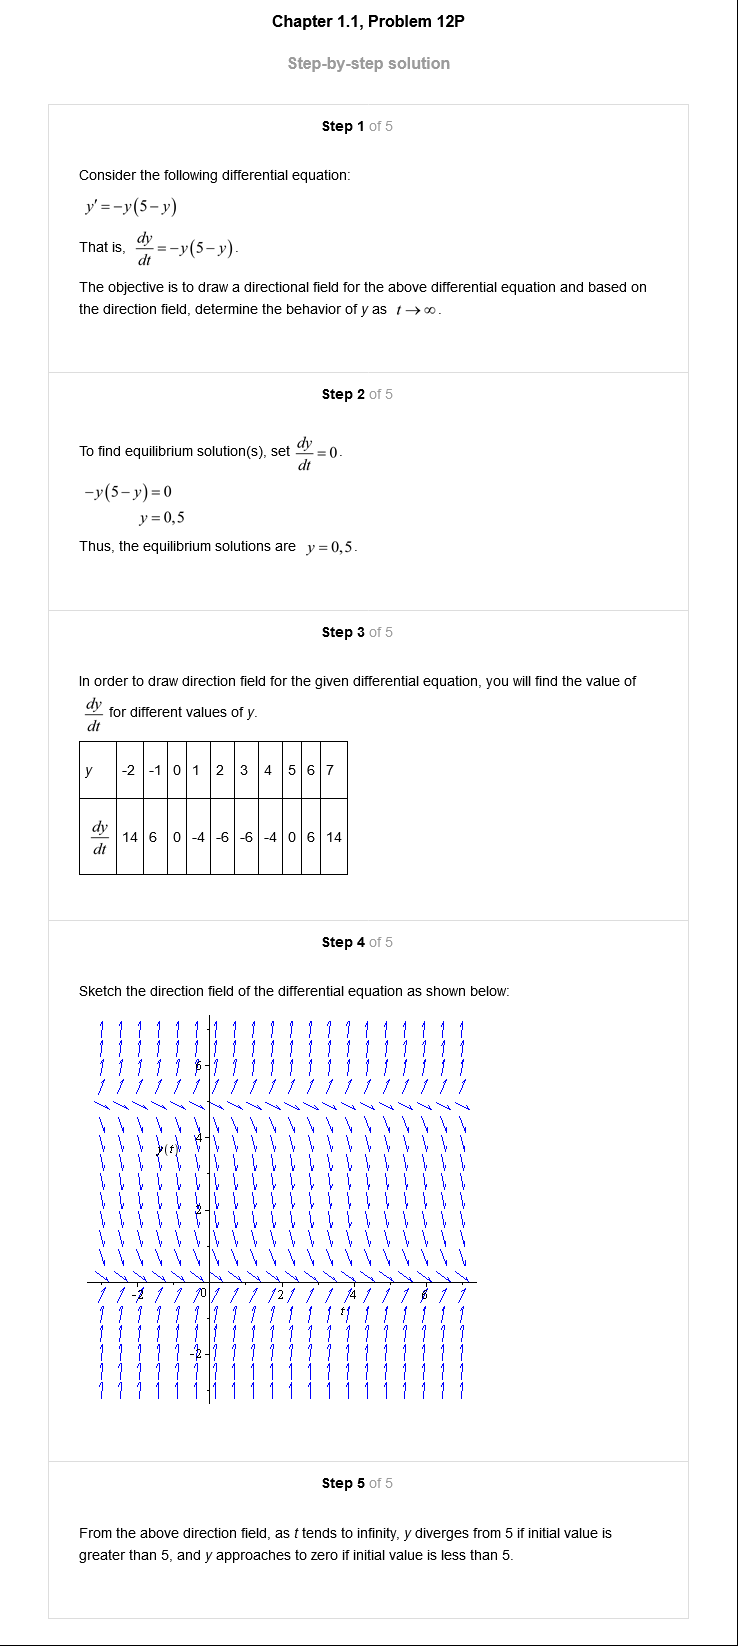 Chapter 1.1, Problem 12P
Step-by-step solution
Step 1 of 5
Consider the following differential equation:
y' = −y(5 − y)
That is, dy/dt = −y(5 − y).
The objective is to draw a directional field for the above differential equation and based on
the direction field, determine the behavior of y as t → ∞.
Step 2 of 5
To find equilibrium solution(s), set dy/dt = 0.
−y(5 − y) = 0
y = 0,5
Thus, the equilibrium solutions are y = 0,5.
Step 3 of 5
In order to draw direction field for the given differential equation, you will find the value of
dy/dt for different values of y.
y -2 -1 0 1 2 3 4 5 6 7
dy/dt 14 6 0 -4 -6 -6 -4 0 6 14
Step 4 of 5
Sketch the direction field of the differential equation as shown below:
6
4
y(t)
2
-2 0 2 4 6
t
-2
Step 5 of 5
From the above direction field, as t tends to infinity, y diverges from 5 if initial value is
greater than 5, and y approaches to zero if initial value is less than 5.